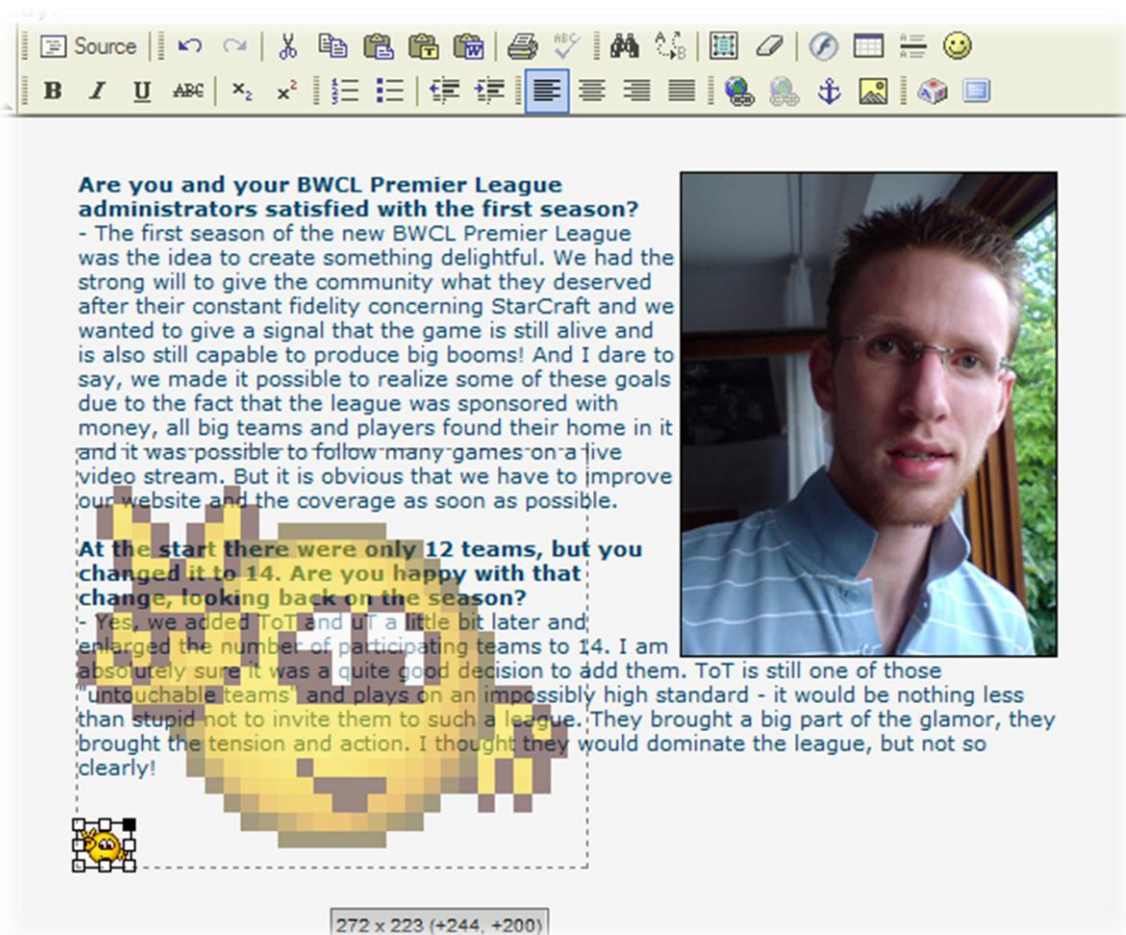 Source
ABC
B I U ABC x₂ x²
Are you and your BWCL Premier League
administrators satisfied with the first season?
- The first season of the new BWCL Premier League
was the idea to create something delightful. We had the
strong will to give the community what they deserved
after their constant fidelity concerning StarCraft and we
wanted to give a signal that the game is still alive and
is also still capable to produce big booms! And I dare to
say, we made it possible to realize some of these goals
due to the fact that the league was sponsored with
money, all big teams and players found their home in it
and it was possible to follow many games on a live
video stream. But it is obvious that we have to improve
our website and the coverage as soon as possible.
At the start there were only 12 teams, but you
changed it to 14. Are you happy with that
change, looking back on the season?
- Yes, we added ToT and uT a little bit later and
enlarged the number of participating teams to 14. I am
absolutely sure it was a quite good decision to add them. ToT is still one of those
"untouchable teams" and plays on an impossibly high standard - it would be nothing less
than stupid not to invite them to such a league. They brought a big part of the glamor, they
brought the tension and action. I thought they would dominate the league, but not so
clearly!
272 x 223 (+244, +200)